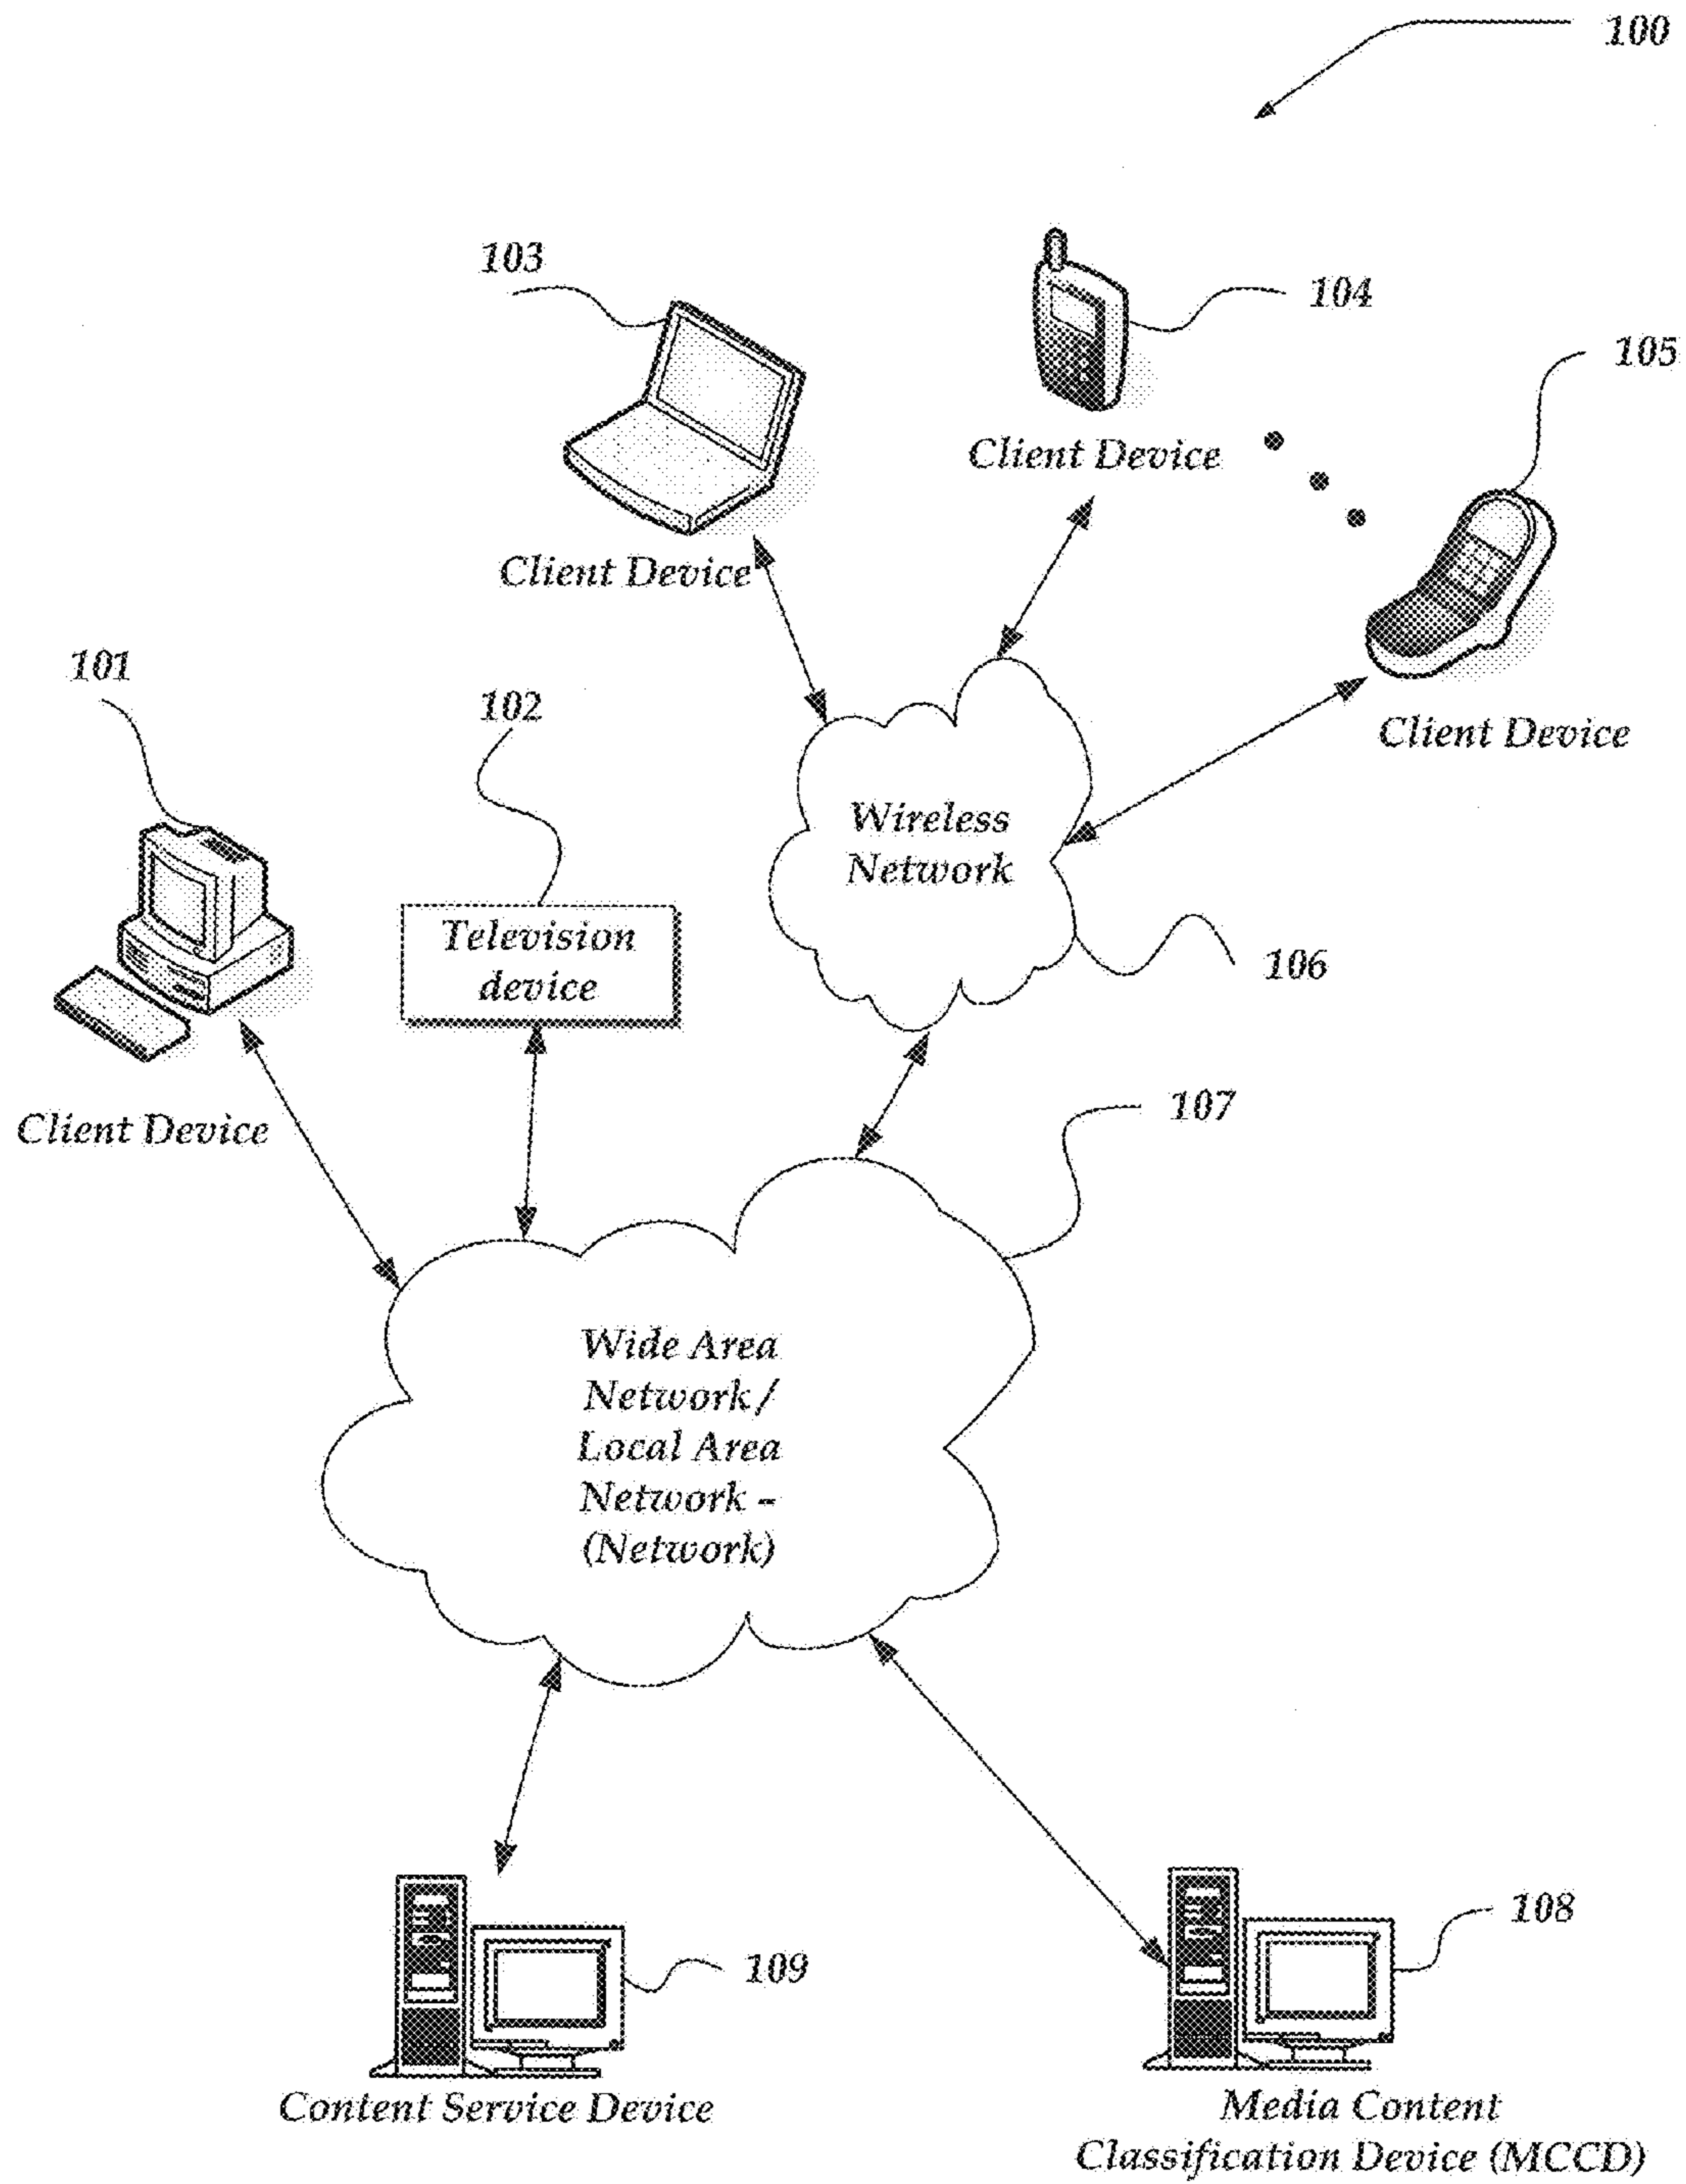 100
103
104
105
Client Device
Client Device
101
102
Client Device
Wireless
Network
Television
device
106
107
Client Device
Wide Area
Network/
Local Area
Network –
(Network)
108
109
Content Service Device
Media Content
Classification Device (MCCD)